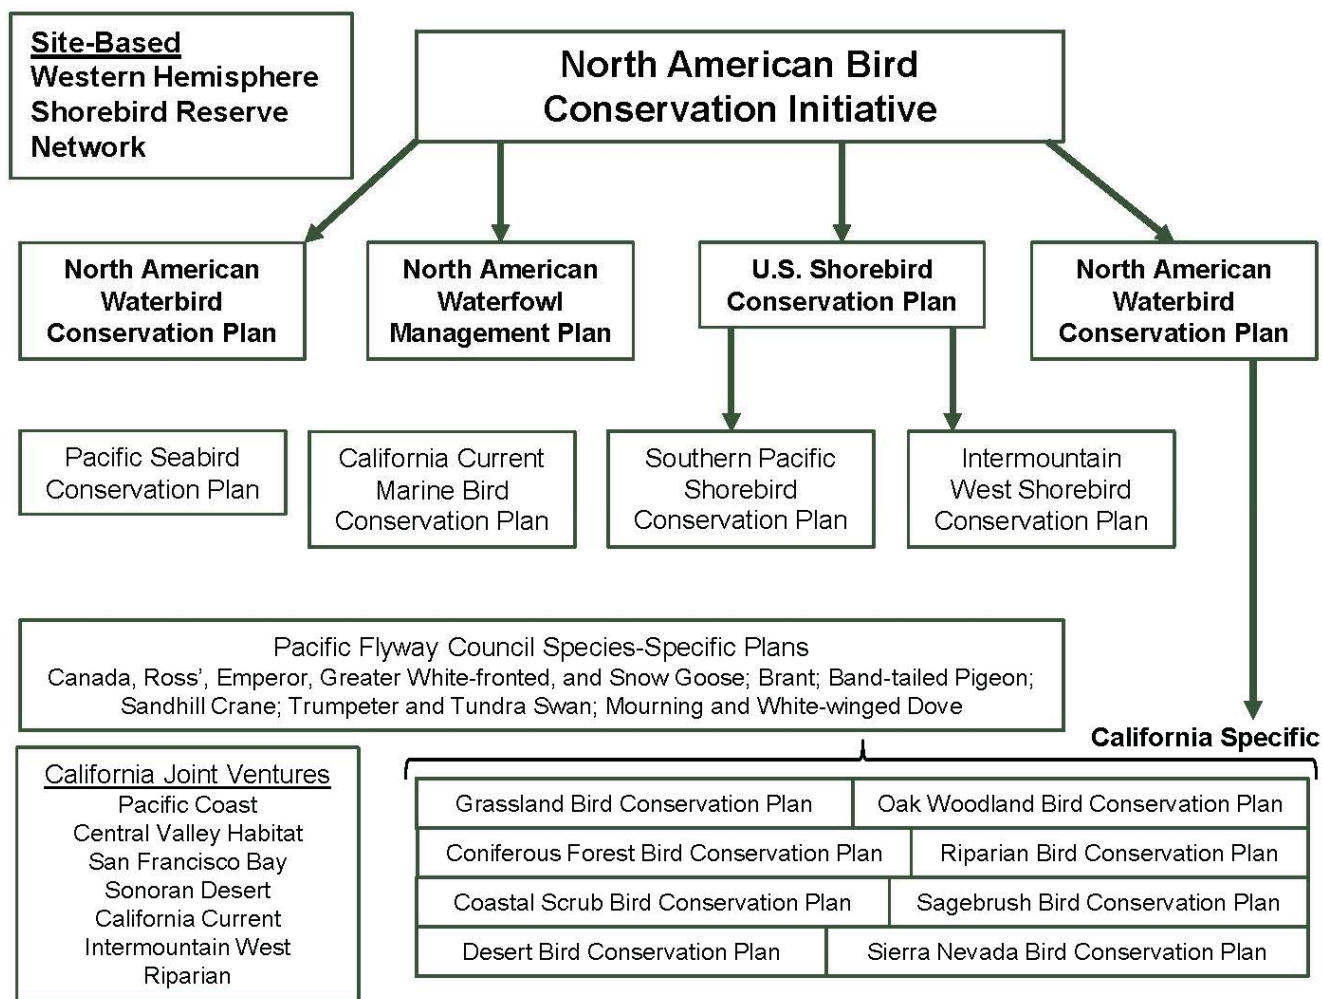 Site-Based
Western Hemisphere
Shorebird Reserve
Network
North American Bird
Conservation Initiative
North American
Waterbird
Conservation Plan
North American
Waterfowl
Management Plan
U.S. Shorebird
Conservation Plan
North American
Waterbird
Conservation Plan
Pacific Seabird
Conservation Plan
California Current
Marine Bird
Conservation Plan
Southern Pacific
Shorebird
Conservation Plan
Intermountain
West Shorebird
Conservation Plan
Pacific Flyway Council Species-Specific Plans
Canada, Ross’, Emperor, Greater White-fronted, and Snow Goose; Brant; Band-tailed Pigeon;
Sandhill Crane; Trumpeter and Tundra Swan; Mourning and White-winged Dove
California Specific
California Joint Ventures
Pacific Coast
Central Valley Habitat
San Francisco Bay
Sonoran Desert
California Current
Intermountain West
Riparian
Grassland Bird Conservation Plan
Oak Woodland Bird Conservation Plan
Coniferous Forest Bird Conservation Plan
Riparian Bird Conservation Plan
Coastal Scrub Bird Conservation Plan
Sagebrush Bird Conservation Plan
Desert Bird Conservation Plan
Sierra Nevada Bird Conservation Plan